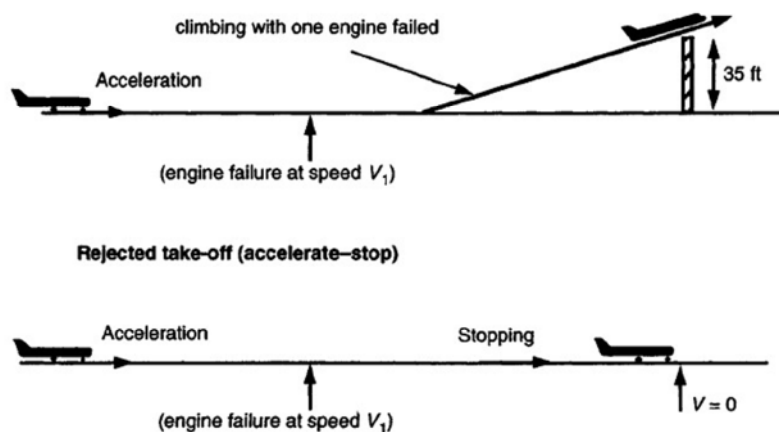 climbing with one engine failed
Acceleration
35 ft
(engine failure at speed V₁)
Rejected take-off (accelerate–stop)
Acceleration
Stopping
(engine failure at speed V₁)
V = 0